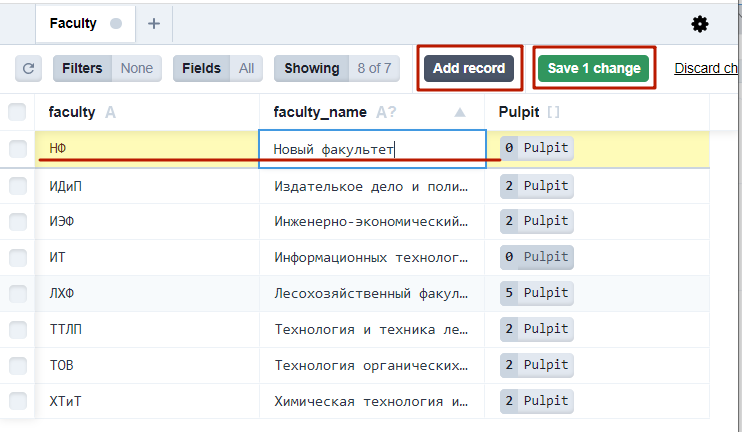 Faculty +
Filters None Fields All Showing 8 of 7 Add record Save 1 change Discard ch
faculty A faculty_name A? Pulpit []
НФ Новый факультет 0 Pulpit
ИДиП Издателькое дело и поли… 2 Pulpit
ИЭФ Инженерно-экономический… 2 Pulpit
ИТ Информационных технолог… 0 Pulpit
ЛХФ Лесохозяйственный факул… 5 Pulpit
ТТЛП Технология и техника ле… 2 Pulpit
ТОВ Технология органических… 2 Pulpit
ХТиТ Химическая технология и… 2 Pulpit